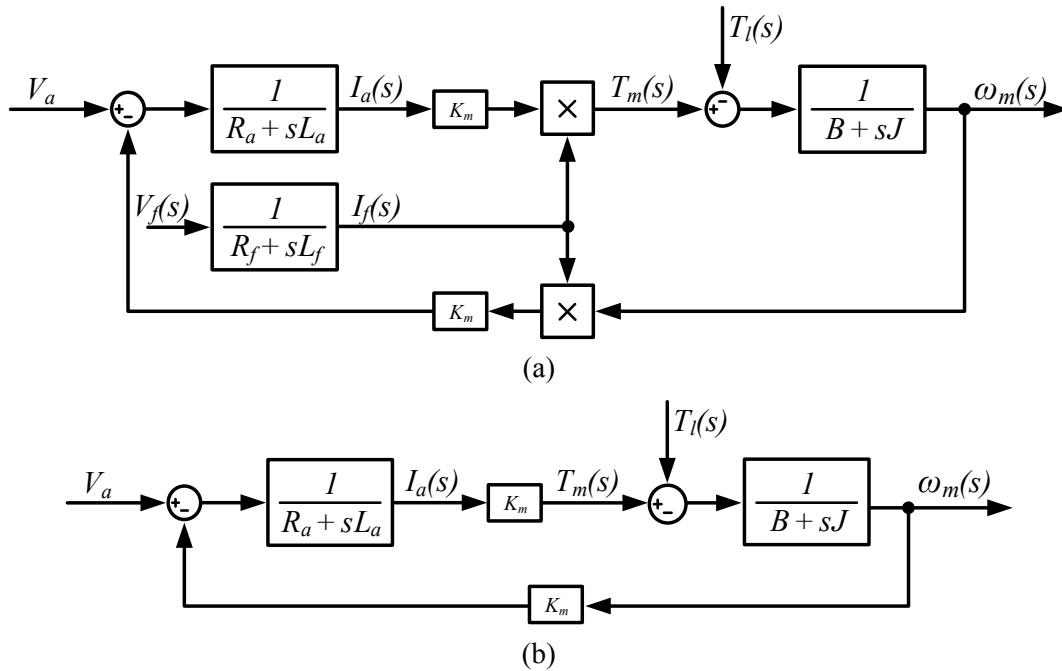 T_l(s)
V_a + - 1 / R_a + sL_a I_a(s) K_m × T_m(s) + - 1 / B + sJ ω_m(s)
V_f(s) 1 / R_f + sL_f I_f(s)
K_m ×
(a)
T_l(s)
V_a + - 1 / R_a + sL_a I_a(s) K_m T_m(s) + - 1 / B + sJ ω_m(s)
K_m
(b)